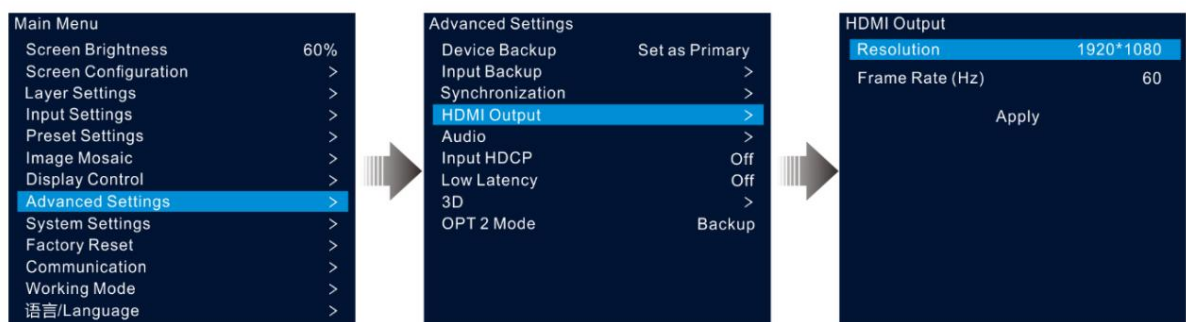 Main Menu
Screen Brightness 60%
Screen Configuration >
Layer Settings >
Input Settings >
Preset Settings >
Image Mosaic >
Display Control >
Advanced Settings >
System Settings >
Factory Reset >
Communication >
Working Mode >
语言/Language >
Advanced Settings
Device Backup Set as Primary
Input Backup >
Synchronization >
HDMI Output >
Audio >
Input HDCP Off
Low Latency Off
3D >
OPT 2 Mode Backup
HDMI Output
Resolution 1920*1080
Frame Rate (Hz) 60
Apply